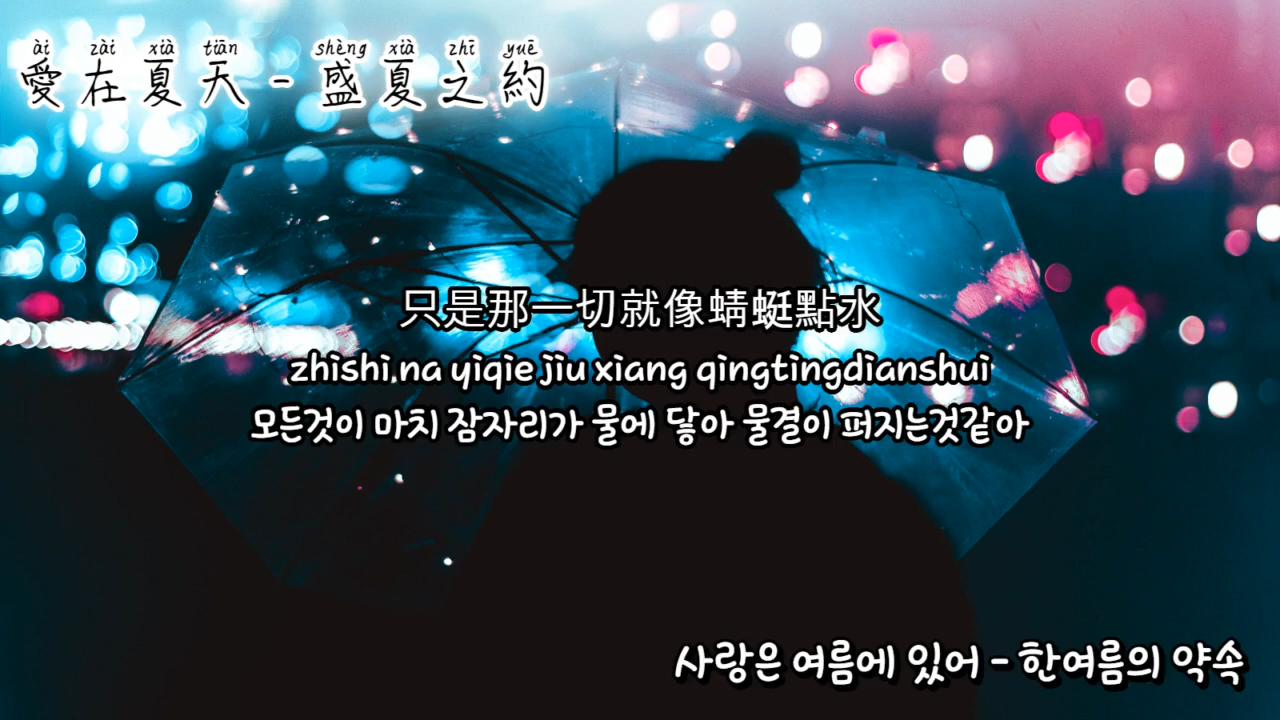 ài zài xià tiān shèng xià zhī yuē
愛在夏天 - 盛夏之約
只是那一切就像蜻蜓點水
zhishi na yiqie jiu xiang qingtingdianshui
모든것이 마치 잠자리가 물에 닿아 물결이 퍼지는것같아
사랑은 여름에 있어 - 한여름의 약속